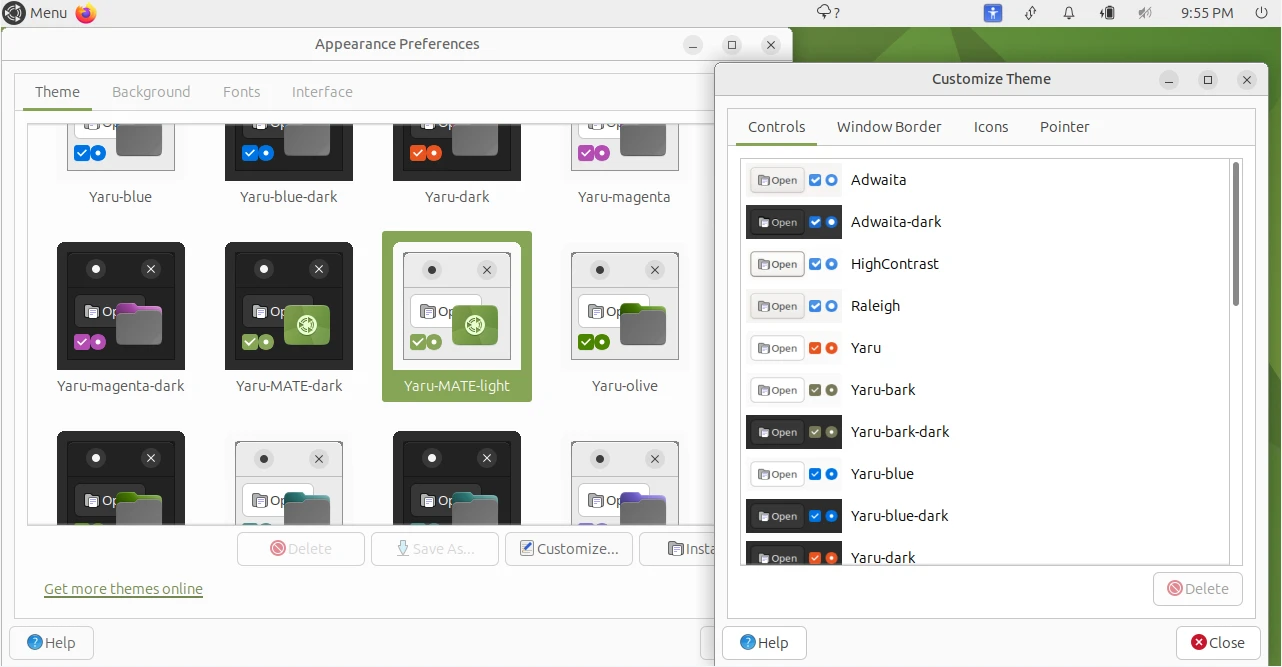 Menu
?
9:55 PM
Appearance Preferences
Theme Background Fonts Interface
Yaru-blue Yaru-blue-dark Yaru-dark Yaru-magenta
Yaru-magenta-dark Yaru-MATE-dark Yaru-MATE-light Yaru-olive
Delete Save As... Customize...
Get more themes online
Help
Customize Theme
Controls Window Border Icons Pointer
Open Adwaita
Open Adwaita-dark
Open HighContrast
Open Raleigh
Open Yaru
Open Yaru-bark
Open Yaru-bark-dark
Open Yaru-blue
Open Yaru-blue-dark
Open Yaru-dark
Delete
Help Close